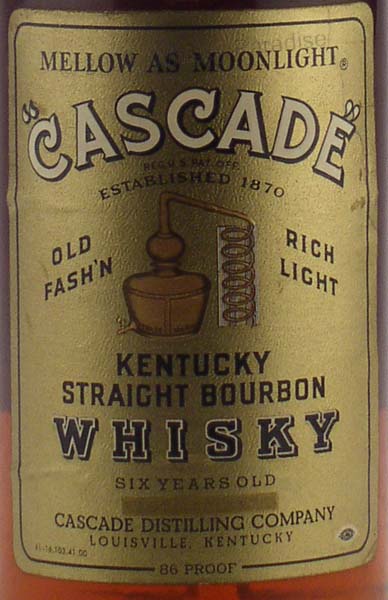 MELLOW AS MOONLIGHT®
"CASCADE"
REG. U.S. PAT. OFF.
ESTABLISHED 1870
OLD
FASH'N
RICH
LIGHT
KENTUCKY
STRAIGHT BOURBON
WHISKY
SIX YEARS OLD
CASCADE DISTILLING COMPANY
LOUISVILLE, KENTUCKY
86 PROOF